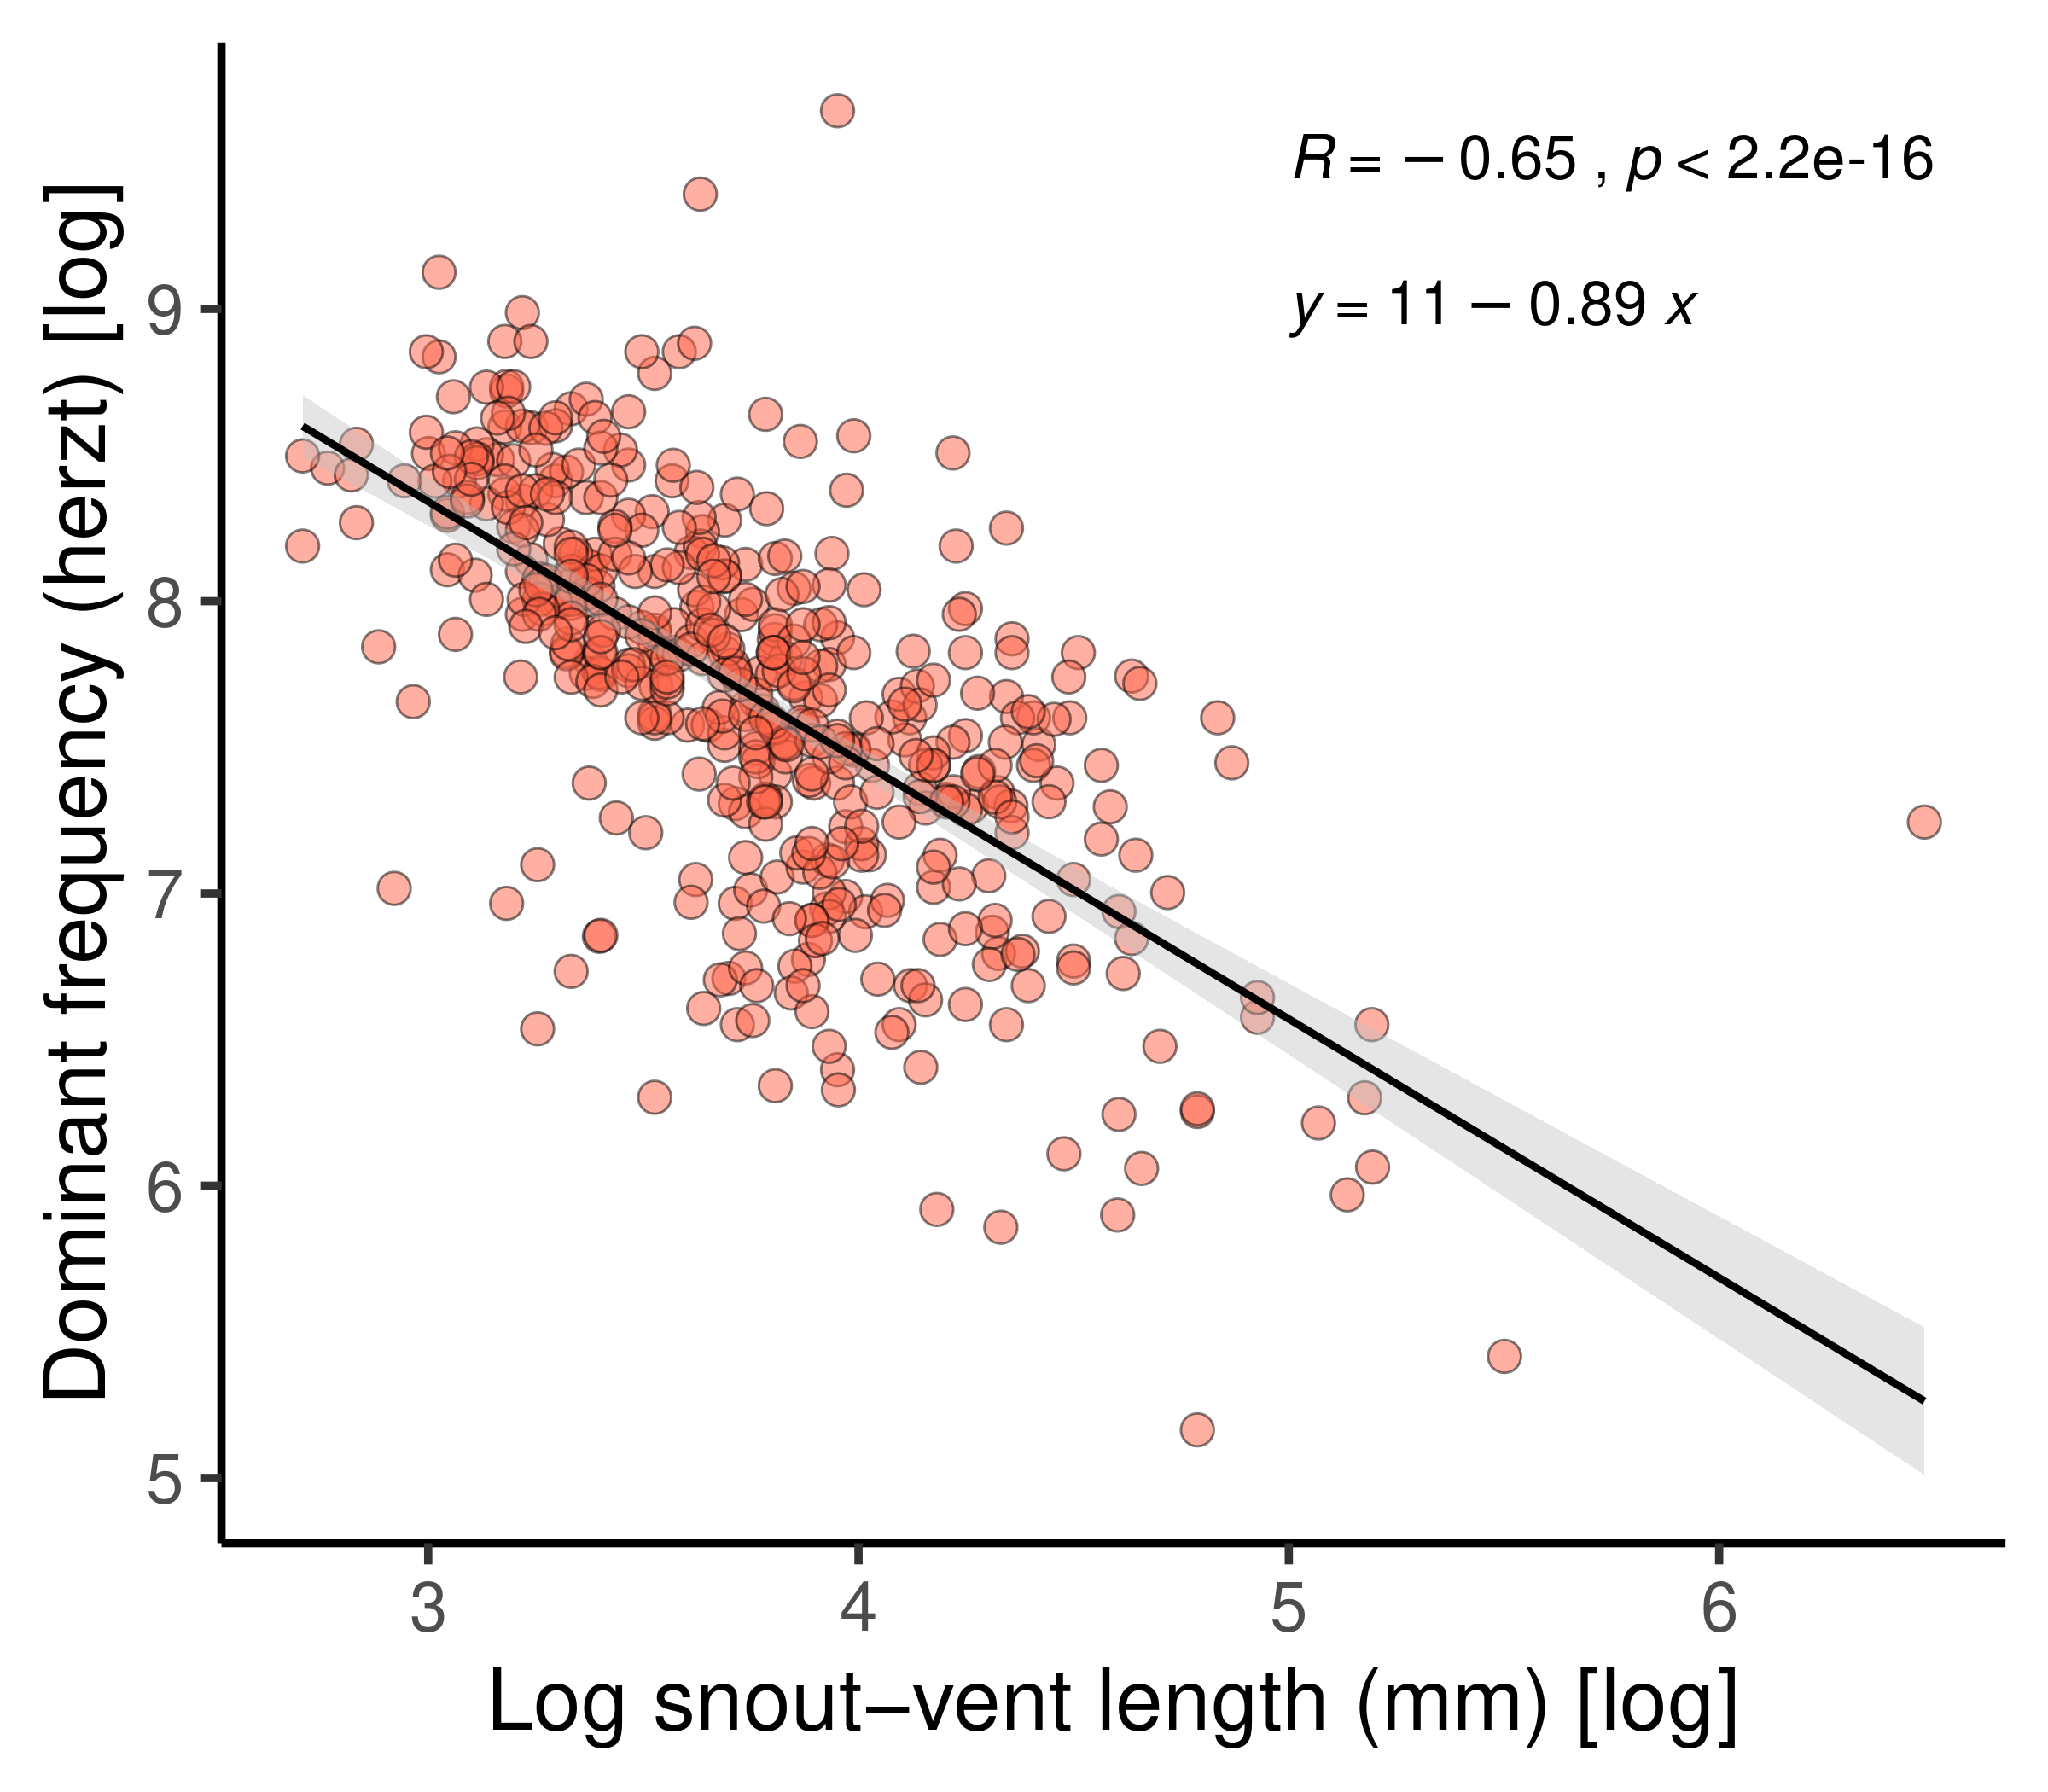 R = − 0.65 , p < 2.2e-16
y = 11 − 0.89 x
Dominant frequency (herzt) [log]
9
8
7
6
5
3 4 5 6
Log snout−vent length (mm) [log]